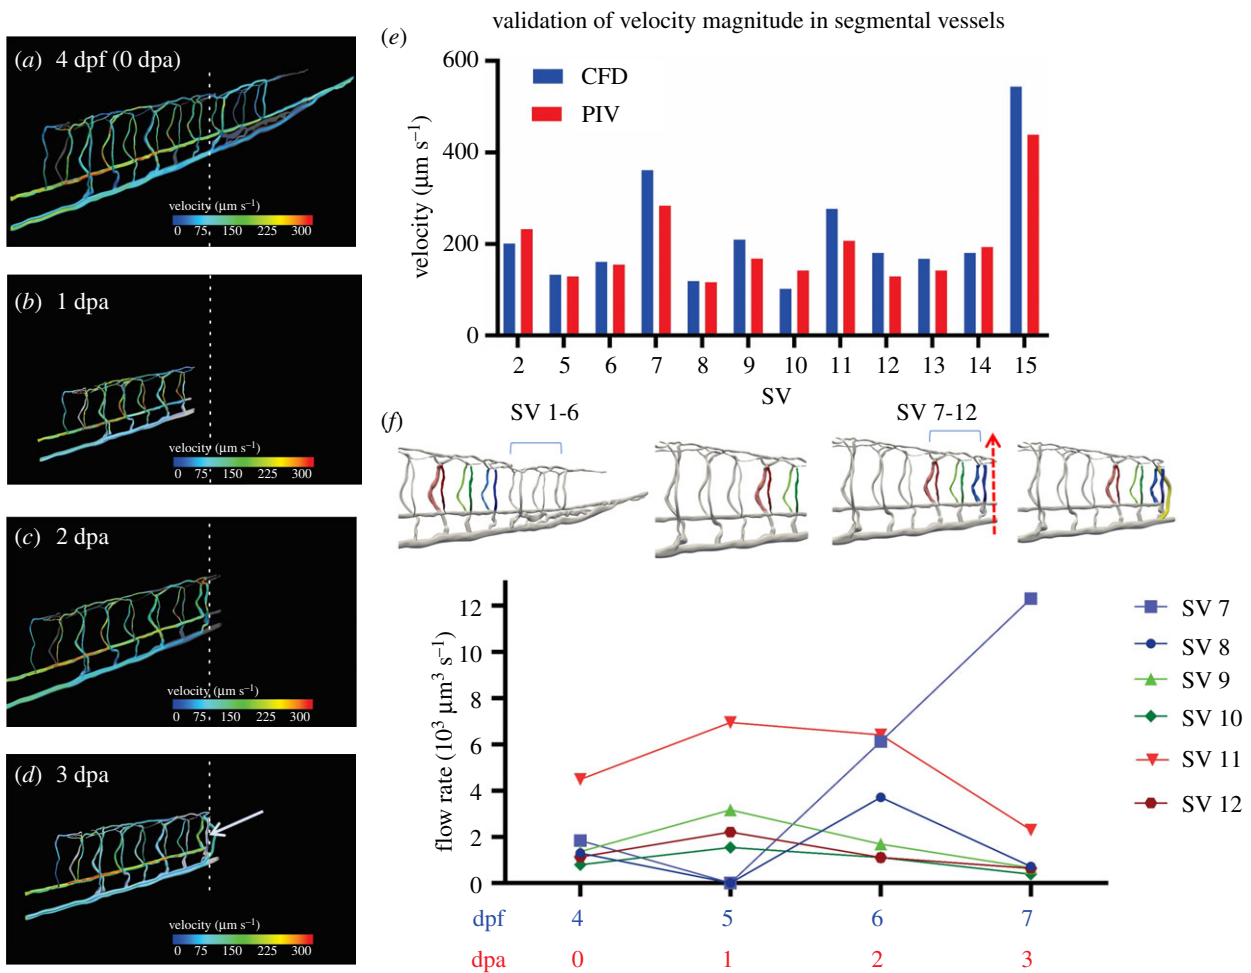 validation of velocity magnitude in segmental vessels
(a) 4 dpf (0 dpa)
velocity (μm s⁻¹)
0 75 150 225 300
(b) 1 dpa
velocity (μm s⁻¹)
0 75 150 225 300
(c) 2 dpa
velocity (μm s⁻¹)
0 75 150 225 300
(d) 3 dpa
velocity (μm s⁻¹)
0 75 150 225 300
(e)
600
400
200
0
velocity (μm s⁻¹)
CFD
PIV
2 5 6 7 8 9 10 11 12 13 14 15
SV
(f)
SV 1-6
SV 7-12
12
10
8
6
4
2
0
flow rate (10³ μm³ s⁻¹)
SV 7
SV 8
SV 9
SV 10
SV 11
SV 12
dpf 4 5 6 7
dpa 0 1 2 3